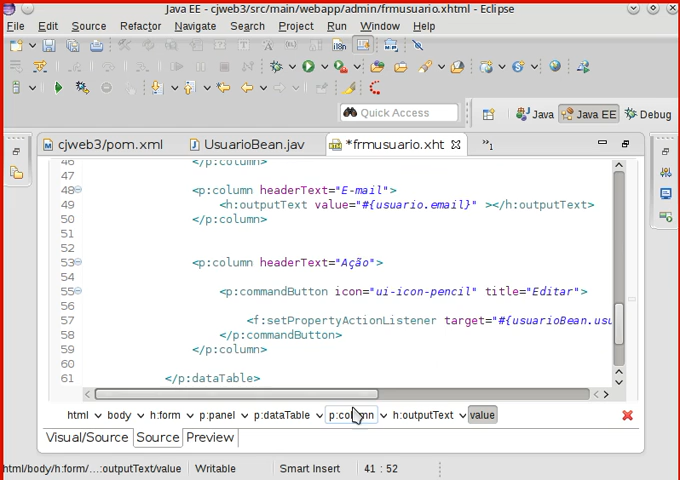 Java EE - cjweb3/src/main/webapp/admin/frmusuario.xhtml - Eclipse
File Edit Source Refactor Navigate Search Project Run Window Help
Quick Access Java Java EE Debug
cjweb3/pom.xml UsuarioBean.jav *frmusuario.xht »1
46 </p:column>
47
48 <p:column headerText="E-mail">
49 <h:outputText value="#{usuario.email}" ></h:outputText>
50 </p:column>
51
52
53 <p:column headerText="Ação">
54
55 <p:commandButton icon="ui-icon-pencil" title="Editar">
56
57 <f:setPropertyActionListener target="#{usuarioBean.usu
58 </p:commandButton>
59 </p:column>
60
61 </p:dataTable>
html body h:form p:panel p:dataTable p:column h:outputText value
Visual/Source Source Preview
html/body/h:form/...:outputText/value Writable Smart Insert 41 : 52